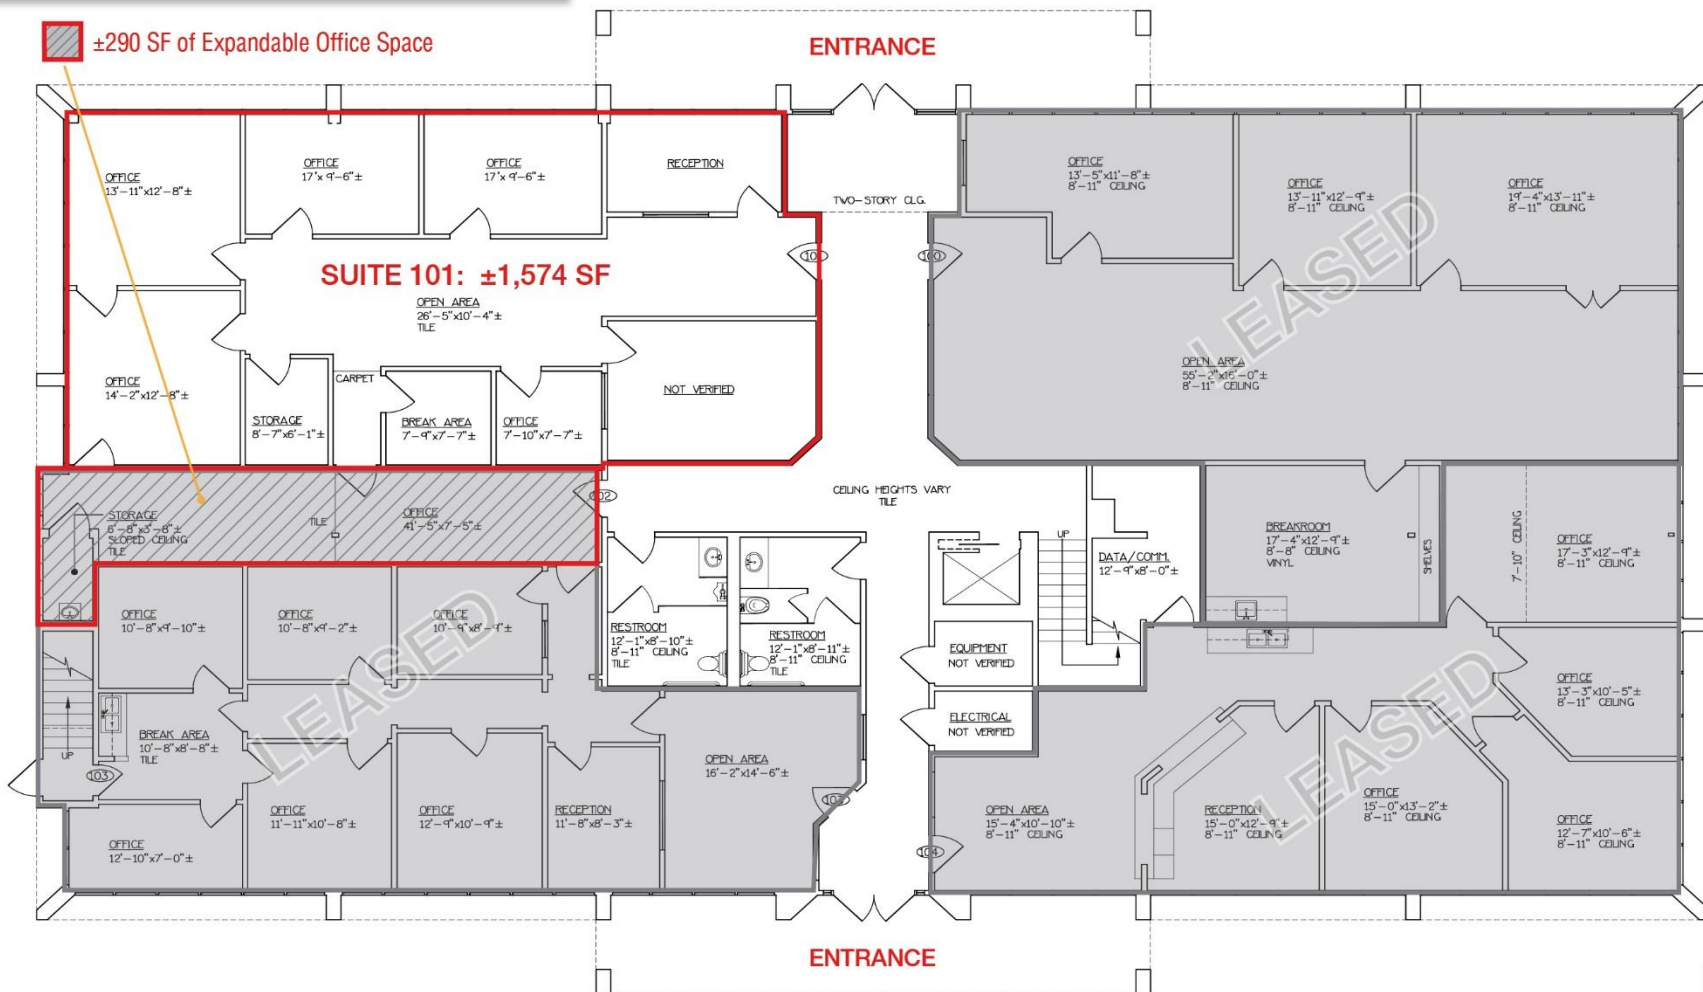 ±290 SF of Expandable Office Space
ENTRANCE
OFFICE
13'-11"x12'-8"±
OFFICE
17'x 9'-6"±
OFFICE
17'x 9'-6"±
RECEPTION
TWO-STORY CLG.
OFFICE
13'-5"x11'-8"±
8'-11" CEILING
OFFICE
13'-11"x12'-9"±
8'-11" CEILING
OFFICE
19'-4"x13'-11"±
8'-11" CEILING
LEASED
SUITE 101: ±1,574 SF
100
OPEN AREA
26'-5"x10'-4"±
TILE
OPEN AREA
55'-2"x16'-0"±
8'-11" CEILING
OFFICE
14'-2"x12'-8"±
STORAGE
8'-7"x6'-1"±
CARPET
BREAK AREA
7'-9"x7'-7"±
OFFICE
7'-10"x7'-7"±
NOT VERIFIED
CEILING HEIGHTS VARY
TILE
STORAGE
6'-8"x3'-8"±
SLOPED CEILING
TILE
TILE
OFFICE
41'-5"x7'-5"±
102
UP
DATA/COMM.
12'-9"x8'-0"±
BREAKROOM
17'-4"x12'-9"±
8'-8" CEILING
VINYL
SHELVES
7'-10" CEILING
OFFICE
17'-3"x12'-9"±
8'-11" CEILING
OFFICE
10'-8"x9'-10"±
OFFICE
10'-8"x9'-2"±
OFFICE
10'-9"x8'-9"±
LEASED
RESTROOM
12'-1"x8'-10"±
8'-11" CEILING
TILE
RESTROOM
12'-1"x8'-11"±
8'-11" CEILING
TILE
EQUIPMENT
NOT VERIFIED
ELECTRICAL
NOT VERIFIED
OFFICE
13'-3"x10'-5"±
8'-11" CEILING
LEASED
UP
BREAK AREA
10'-8"x8'-8"±
TILE
103
OPEN AREA
16'-2"x14'-6"±
OFFICE
12'-10"x7'-0"±
OFFICE
11'-11"x10'-8"±
OFFICE
12'-9"x10'-9"±
RECEPTION
11'-8"x8'-3"±
OPEN AREA
15'-4"x10'-10"±
8'-11" CEILING
104
RECEPTION
15'-0"x12'-9"±
8'-11" CEILING
OFFICE
15'-0"x13'-2"±
8'-11" CEILING
OFFICE
12'-7"x10'-6"±
8'-11" CEILING
ENTRANCE